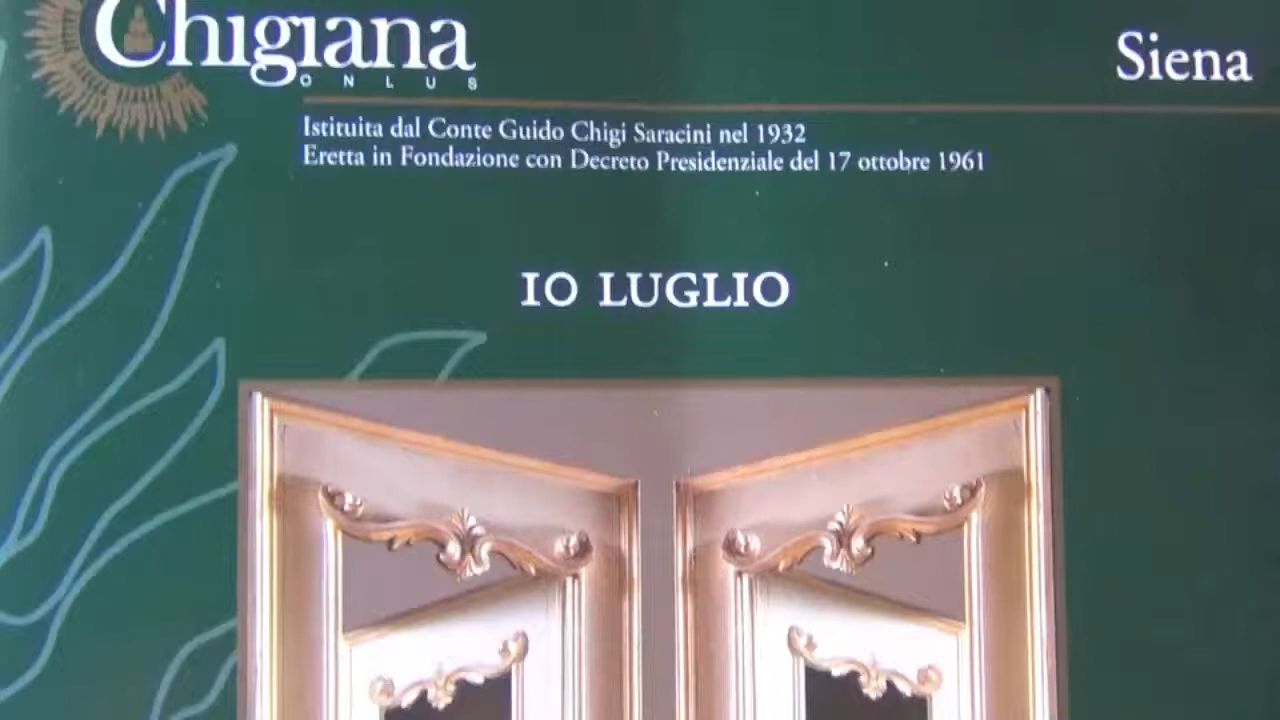 Chigiana
ONLUS
Siena
Istituita dal Conte Guido Chigi Saracini nel 1932
Eretta in Fondazione con Decreto Presidenziale del 17 ottobre 1961
10 LUGLIO